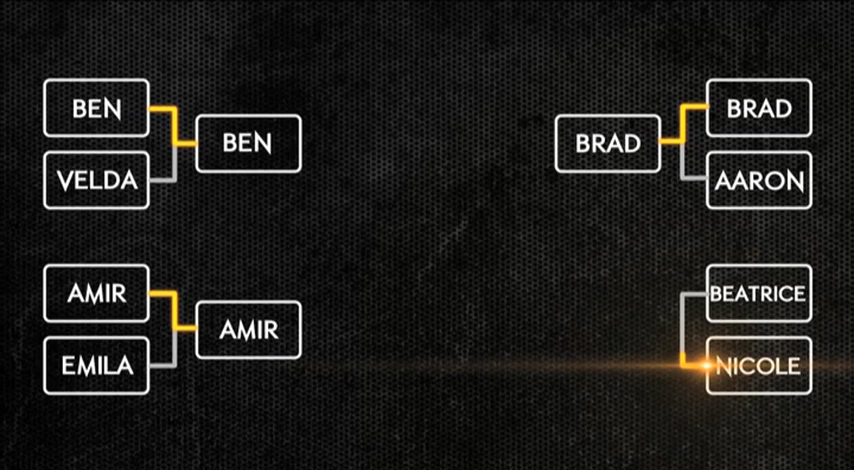 BEN
VELDA
BEN
AMIR
EMILA
AMIR
BRAD
BRAD
AARON
BEATRICE
NICOLE